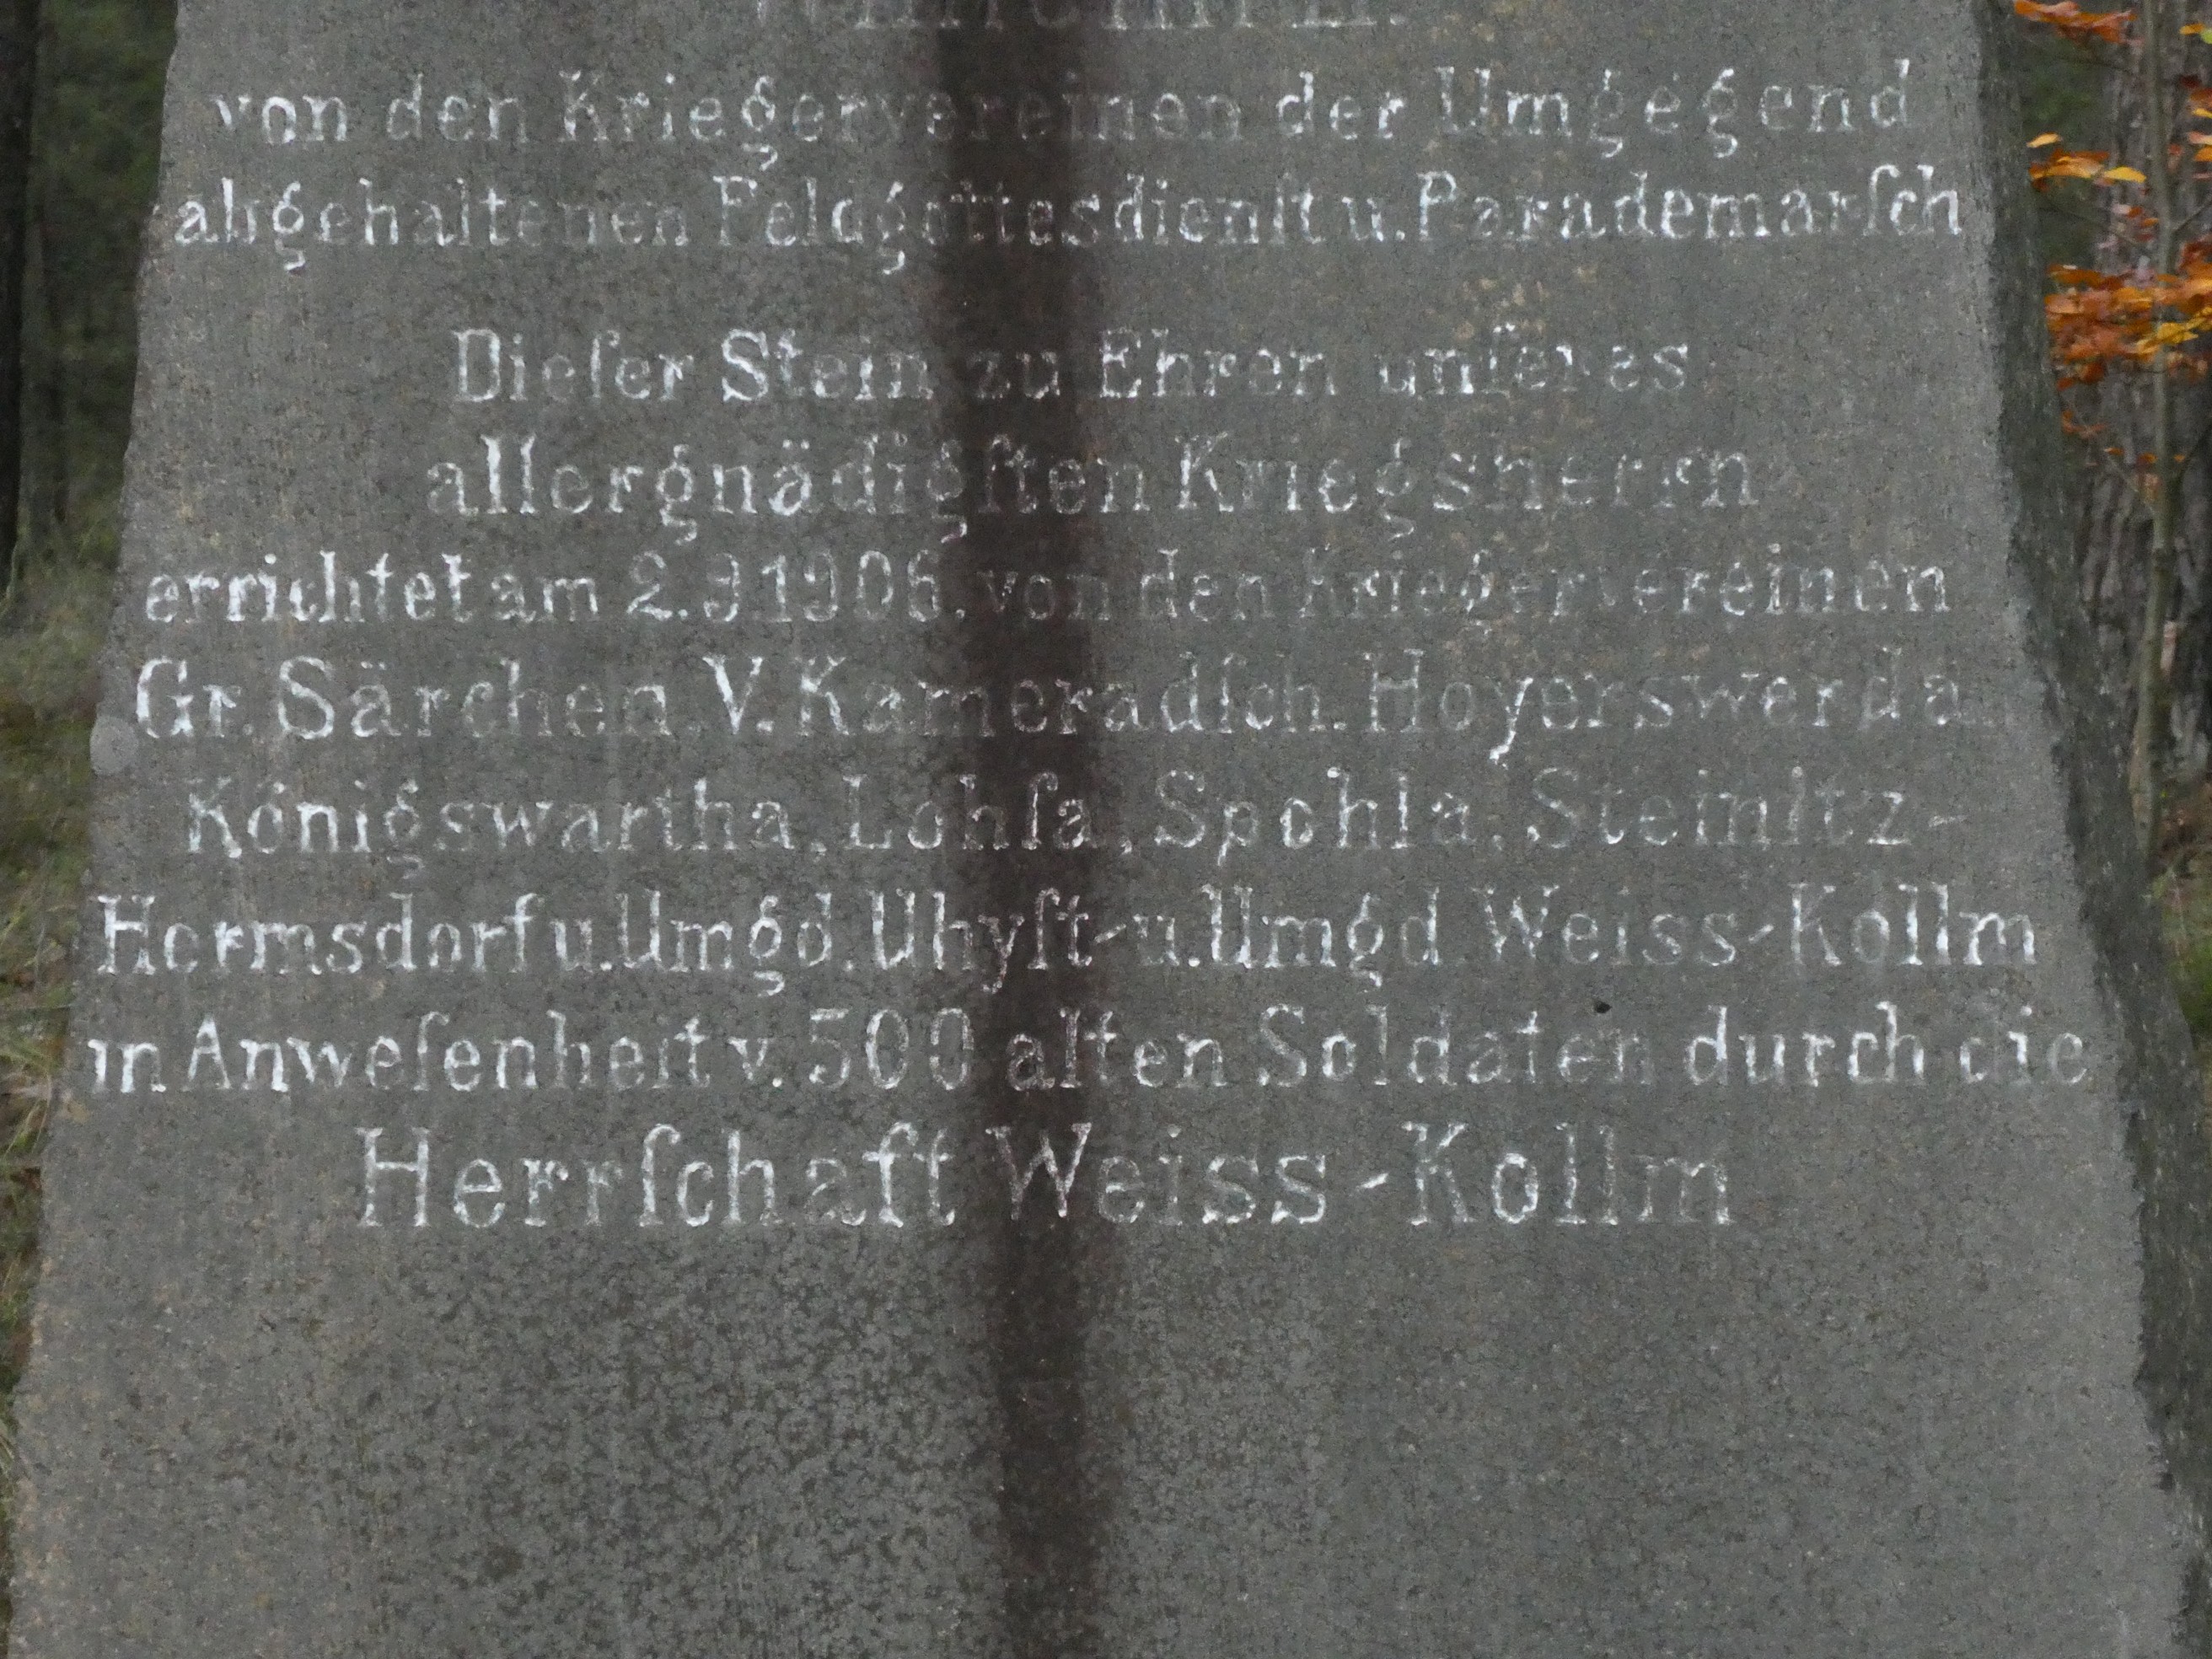 von den Kriegervereinen der Umgegend
abgehaltenen Feldgottesdienſt u. Parademarſch
Dieſer Stein zu Ehren unſeres
allergnädigſten Kriegsherrn
errichtet am 2.9.1906. von den Kriegervereinen
Gr. Särchen. V. Kameradſch. Hoyerswerda
Königswartha, Lohſa, Spohla, Steinitz-
Hermsdorf u. Umgd. Uhyſt- u. Umgd Weiss-Kollm
in Anweſenheit v. 500 alten Soldaten durch die
Herrſchaft Weiss-Kollm